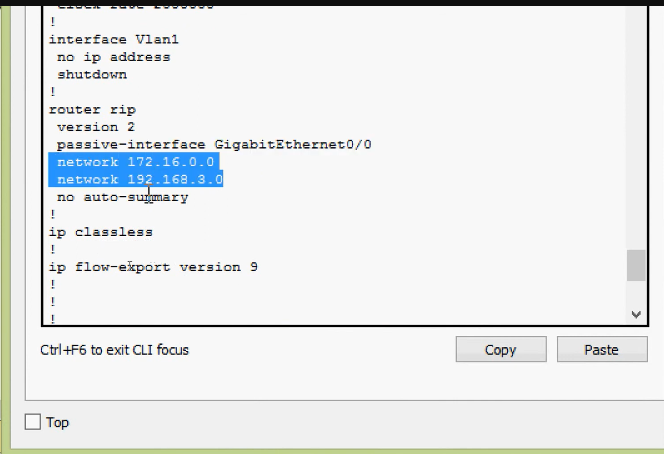 !
interface Vlan1
no ip address
shutdown
!
router rip
version 2
passive-interface GigabitEthernet0/0
network 172.16.0.0
network 192.168.3.0
no auto-summary
!
ip classless
!
ip flow-export version 9
!
!
!
Ctrl+F6 to exit CLI focus
Copy
Paste
Top